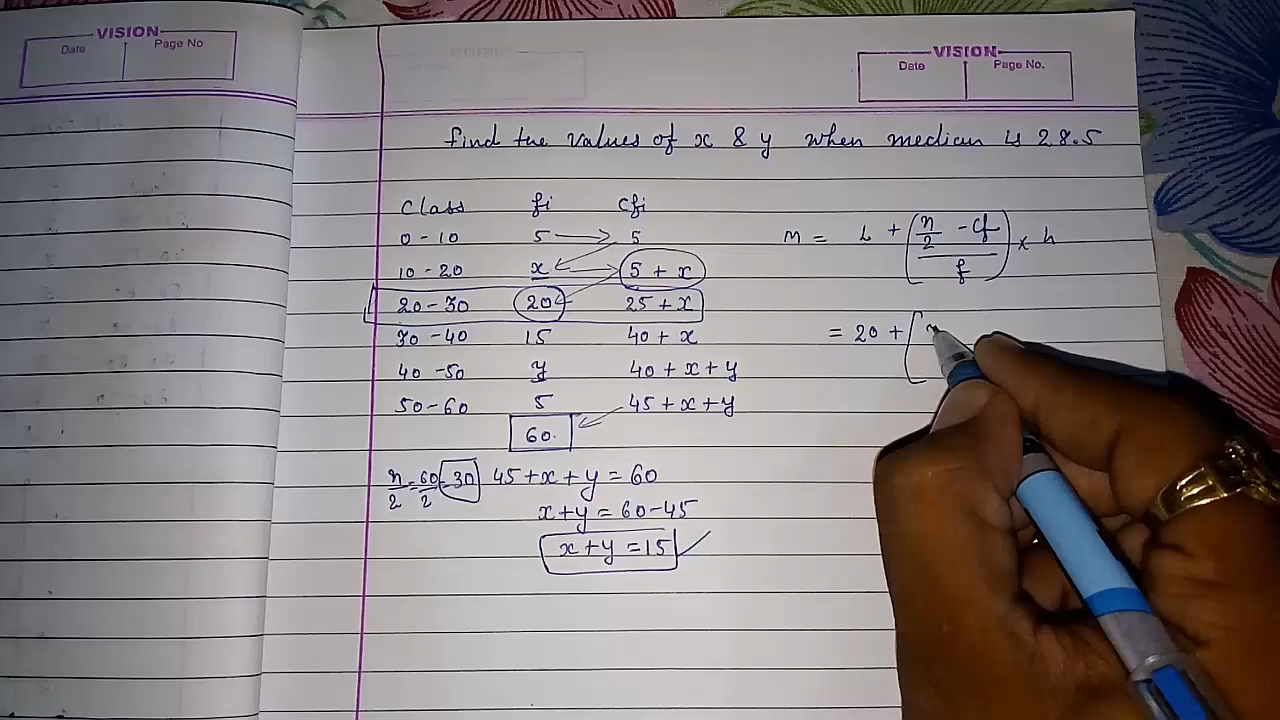 VISION
Date Page No
VISION
Date Page No.
find the values of x & y when median is 28.5
Class fi cfi
0-10 5 5
10-20 x 5 + x
20-30 20 25 + x
30-40 15 40 + x
40-50 y 40 + x + y
50-60 5 45 + x + y
60.
n/2 = 60/2 = 30 45 + x + y = 60
x + y = 60 - 45
x + y = 15 ✓
M = L + (n/2 - cf / f) × h
= 20 + (